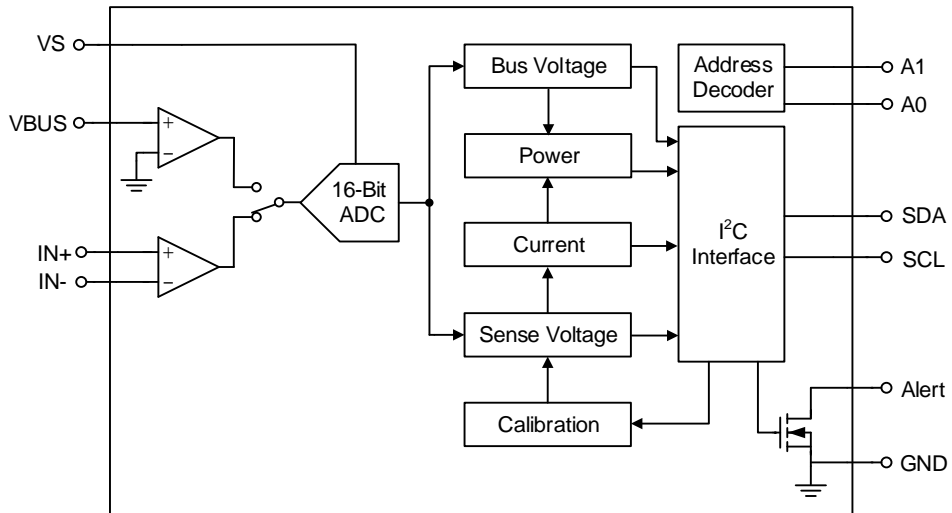 VS
VBUS
+
−
IN+
IN-
+
−
16-Bit
ADC
Bus Voltage
Power
Current
Sense Voltage
Calibration
Address
Decoder
I²C
Interface
A1
A0
SDA
SCL
Alert
GND